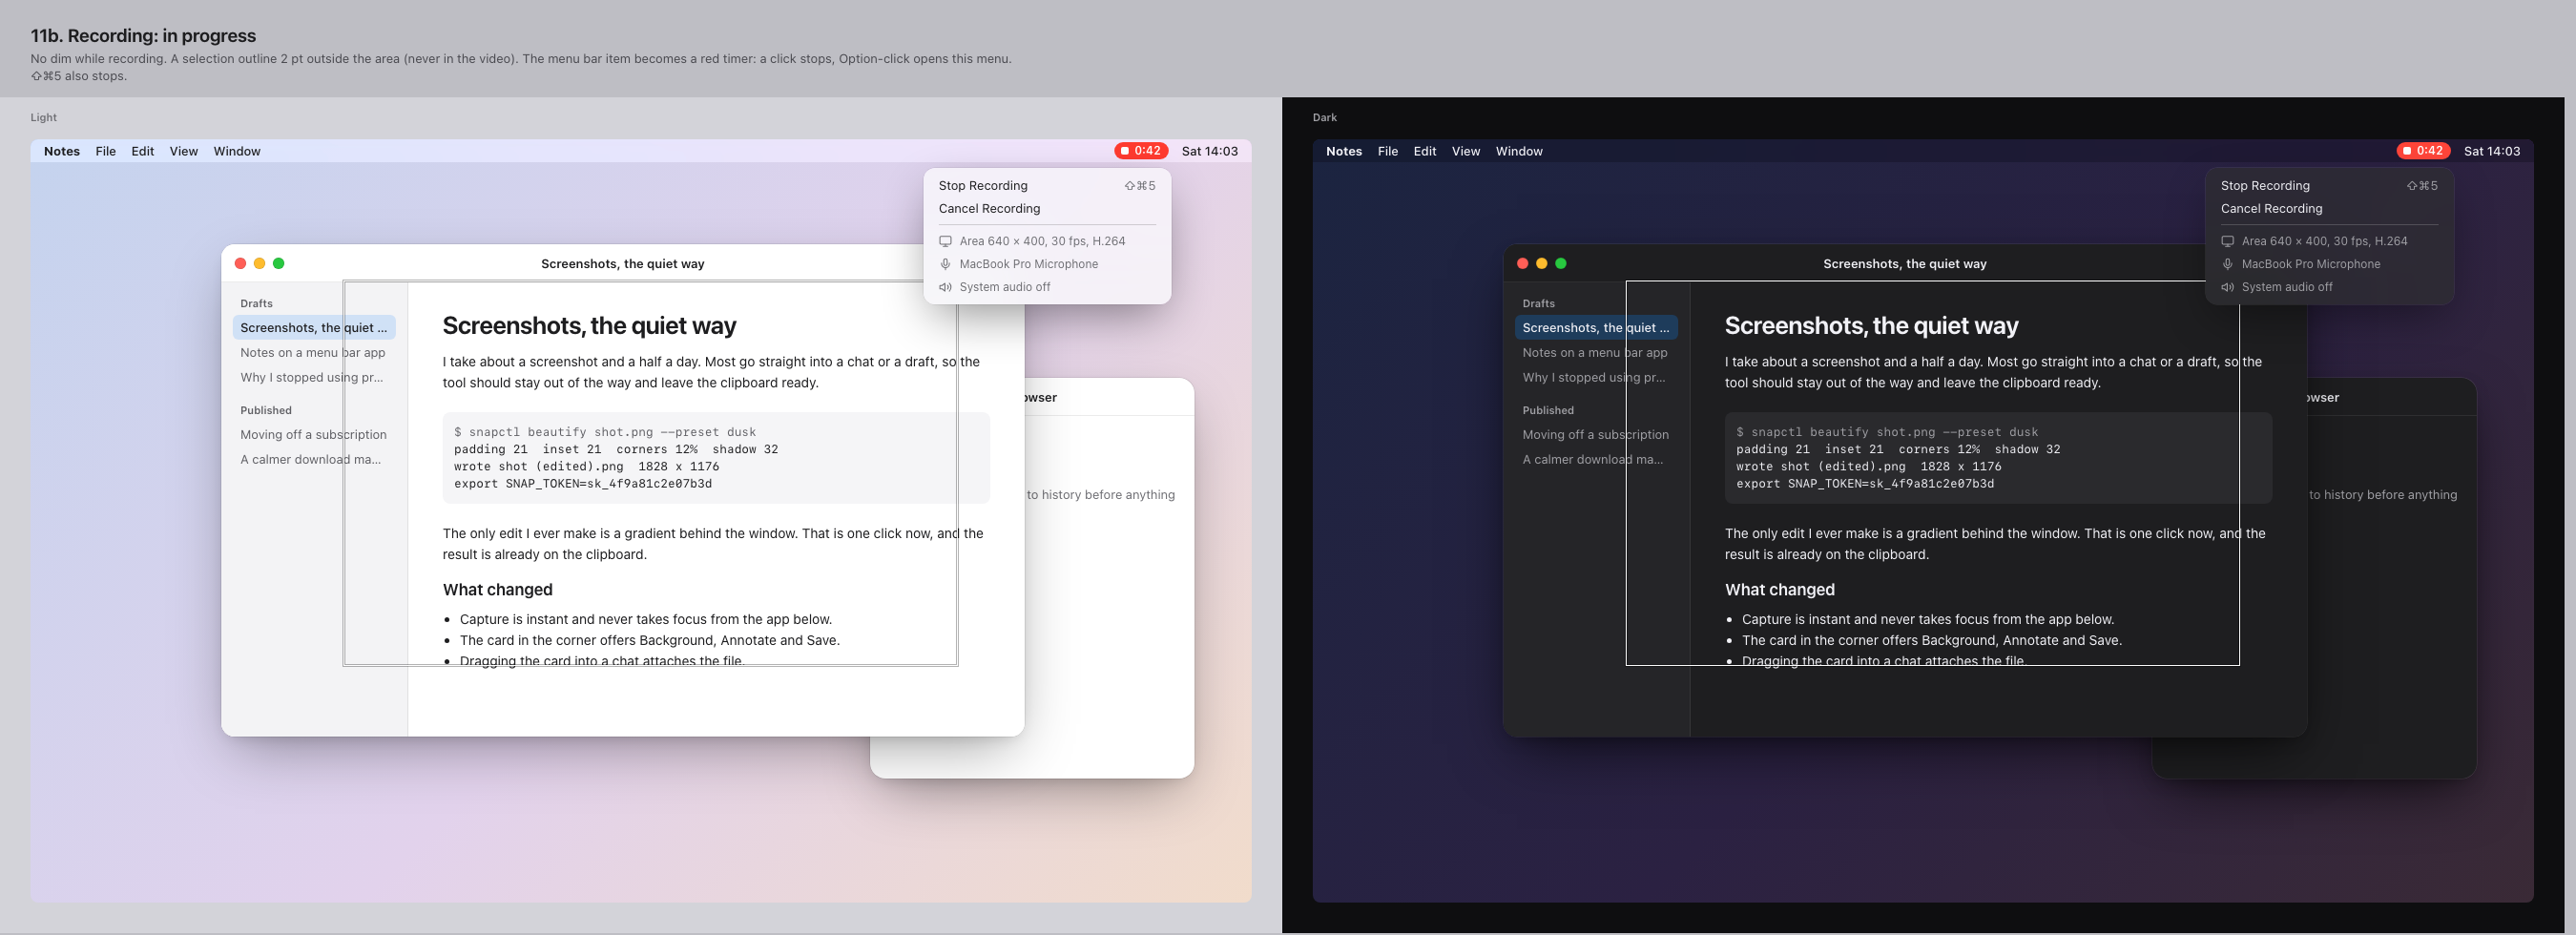 11b. Recording: in progress
No dim while recording. A selection outline 2 pt outside the area (never in the video). The menu bar item becomes a red timer: a click stops, Option-click opens this menu.
⇧⌘5 also stops.
Light
Notes File Edit View Window
0:42 Sat 14:03
Stop Recording ⇧⌘5
Cancel Recording
Area 640 × 400, 30 fps, H.264
MacBook Pro Microphone
System audio off
Screenshots, the quiet way
Drafts
Screenshots, the quiet ...
Notes on a menu bar app
Why I stopped using pr...
Published
Moving off a subscription
A calmer download ma...
Screenshots, the quiet way
I take about a screenshot and a half a day. Most go straight into a chat or a draft, so the
tool should stay out of the way and leave the clipboard ready.
$ snapctl beautify shot.png --preset dusk
padding 21 inset 21 corners 12% shadow 32
wrote shot (edited).png 1828 x 1176
export SNAP_TOKEN=sk_4f9a81c2e07b3d
The only edit I ever make is a gradient behind the window. That is one click now, and the
result is already on the clipboard.
What changed
• Capture is instant and never takes focus from the app below.
• The card in the corner offers Background, Annotate and Save.
• Dragging the card into a chat attaches the file.
owser
to history before anything
Dark
Notes File Edit View Window
0:42 Sat 14:03
Stop Recording ⇧⌘5
Cancel Recording
Area 640 × 400, 30 fps, H.264
MacBook Pro Microphone
System audio off
Screenshots, the quiet way
Drafts
Screenshots, the quiet ...
Notes on a menu bar app
Why I stopped using pr...
Published
Moving off a subscription
A calmer download ma...
Screenshots, the quiet way
I take about a screenshot and a half a day. Most go straight into a chat or a draft, so the
tool should stay out of the way and leave the clipboard ready.
$ snapctl beautify shot.png --preset dusk
padding 21 inset 21 corners 12% shadow 32
wrote shot (edited).png 1828 x 1176
export SNAP_TOKEN=sk_4f9a81c2e07b3d
The only edit I ever make is a gradient behind the window. That is one click now, and the
result is already on the clipboard.
What changed
• Capture is instant and never takes focus from the app below.
• The card in the corner offers Background, Annotate and Save.
• Dragging the card into a chat attaches the file.
owser
to history before anything